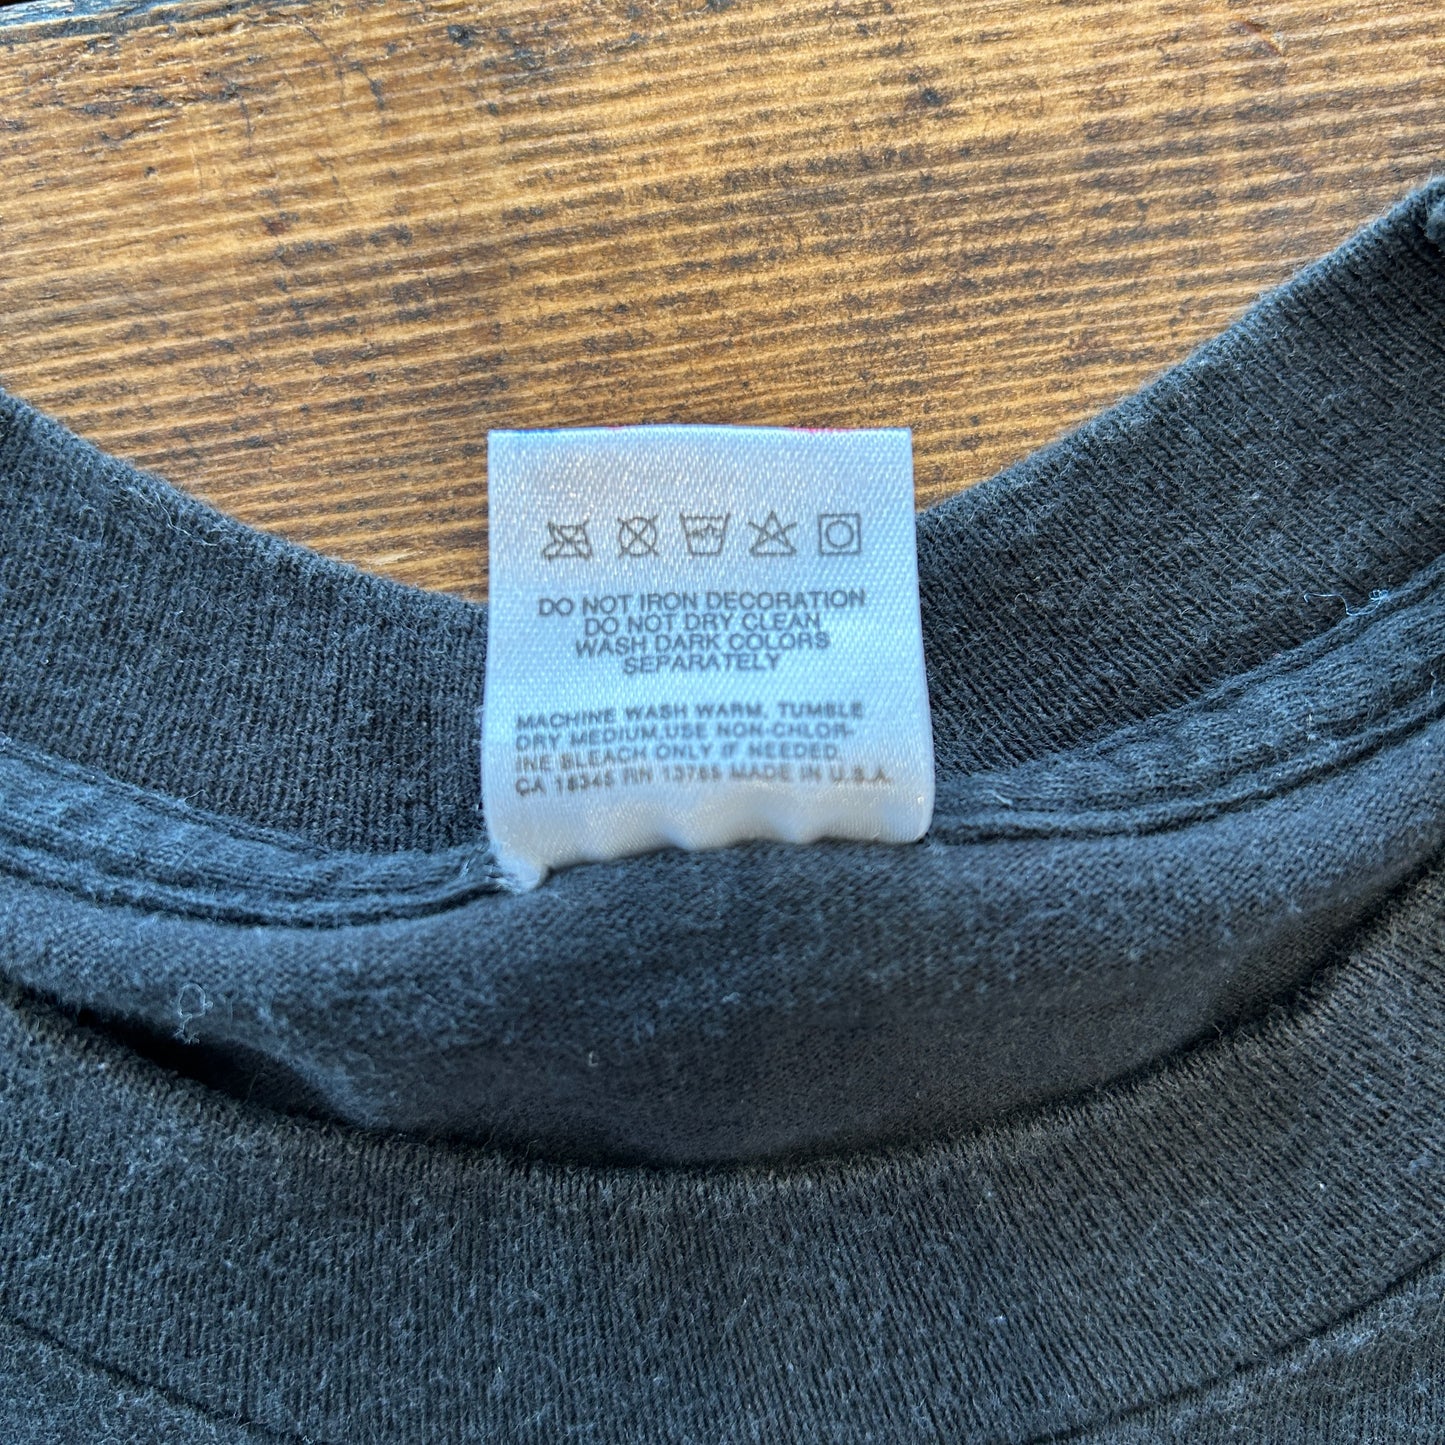 DO NOT IRON DECORATION
DO NOT DRY CLEAN
WASH DARK COLORS
SEPARATELY
MACHINE WASH WARM, TUMBLE
DRY MEDIUM,USE NON-CHLOR-
INE BLEACH ONLY IF NEEDED.
CA 18345 RN 13765 MADE IN U.S.A.